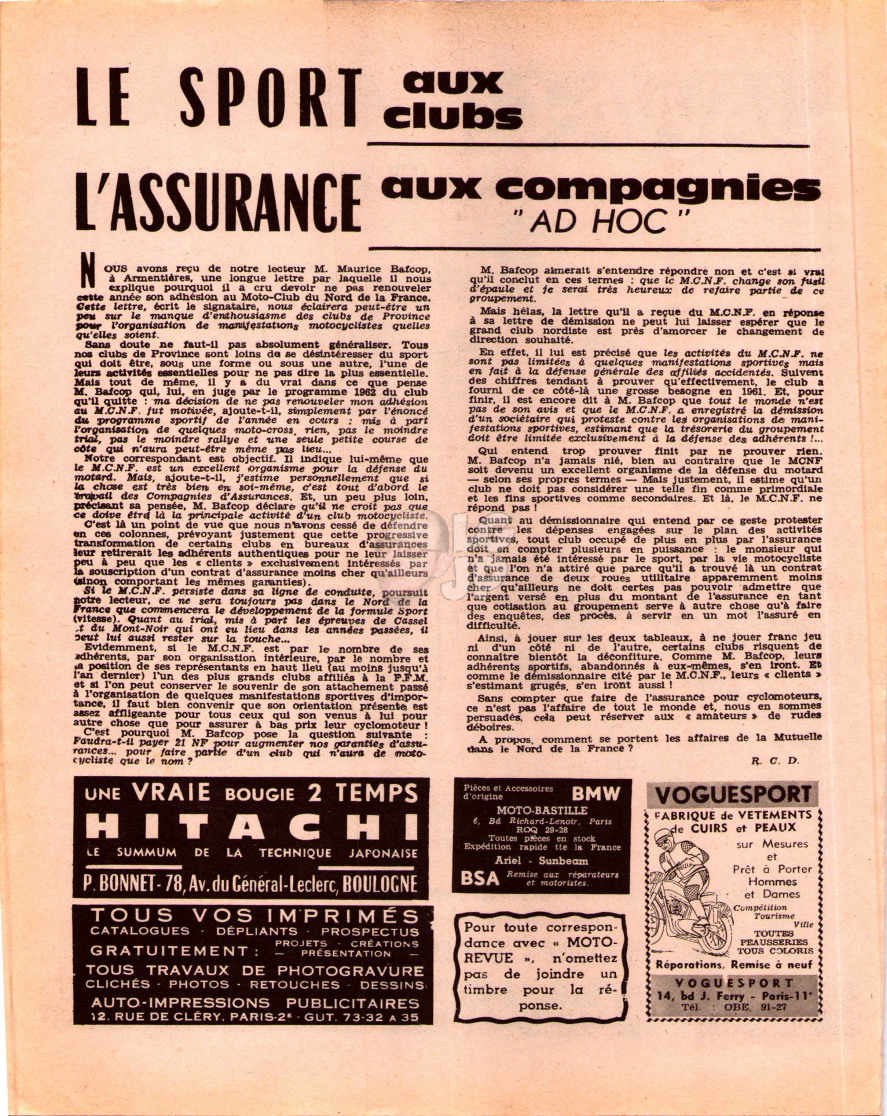 LE SPORT aux clubs
L'ASSURANCE aux compagnies
" AD HOC "
NOUS avons reçu de notre lecteur M. Maurice Bafcop,
à Armentières, une longue lettre par laquelle il nous
explique pourquoi il a cru devoir ne pas renouveler
cette année son adhésion au Moto-Club du Nord de la France.
Cette lettre, écrit le signataire, nous éclairera peut-être un
peu sur le manque d'enthousiasme des clubs de Province
pour l'organisation de manifestations motocyclistes quelles
qu'elles soient.
Sans doute ne faut-il pas absolument généraliser. Tous
nos clubs de Province sont loins de se désintéresser du sport
qui doit être, sous une forme ou sous une autre, l'une de
leurs activités essentielles pour ne pas dire la plus essentielle.
Mais tout de même, il y a du vrai dans ce que pense
M. Bafcop qui, lui, en juge par le programme 1962 du club
qu'il quitte : ma décision de ne pas renouveler mon adhésion
au M.C.N.F. fut motivée, ajoute-t-il, simplement par l'énoncé
du programme sportif de l'année en cours : mis à part
l'organisation de quelques moto-cross, rien, pas le moindre
trial, pas le moindre rallye et une seule petite course de
côte qui n'aura peut-être même pas lieu...
Notre correspondant est objectif. Il indique lui-même que
le M.C.N.F. est un excellent organisme pour la défense du
motard. Mais, ajoute-t-il, j'estime personnellement que si
la chose est très bien en soi-même, c'est tout d'abord le
travail des Compagnies d'Assurances. Et, un peu plus loin,
précisant sa pensée, M. Bafcop déclare qu'il ne croit pas que
ce doive être là la principale activité d'un club motocycliste.
C'est là un point de vue que nous n'avons cessé de défendre
en ces colonnes, prévoyant justement que cette progressive
transformation de certains clubs en bureaux d'assurances
leur retirerait les adhérents authentiques pour ne leur laisser
peu à peu que les « clients » exclusivement intéressés par
la souscription d'un contrat d'assurance moins cher qu'ailleurs
(sinon comportant les mêmes garanties).
Si le M.C.N.F. persiste dans sa ligne de conduite, poursuit
notre lecteur, ce ne sera toujours pas dans le Nord de la
France que commencera le développement de la formule Sport
(vitesse). Quant au trial, mis à part les épreuves de Cassel
et du Mont-Noir qui ont eu lieu dans les années passées, il
peut lui aussi rester sur la touche...
Evidemment, si le M.C.N.F. est par le nombre de ses
adhérents, par son organisation intérieure, par le nombre et
la position de ses représentants en haut lieu (au moins jusqu'à
l'an dernier) l'un des plus grands clubs affiliés à la F.F.M.
et si l'on peut conserver le souvenir de son attachement passé
à l'organisation de quelques manifestations sportives d'impor-
tance, il faut bien convenir que son orientation présente est
assez affligeante pour tous ceux qui son venus à lui pour
autre chose que pour assurer à bas prix leur cyclomoteur !
C'est pourquoi M. Bafcop pose la question suivante :
Faudra-t-il payer 21 NF pour augmenter nos garanties d'assu-
rances... pour faire partie d'un club qui n'aura de moto-
cycliste que le nom ?
M. Bafcop aimerait s'entendre répondre non et c'est si vrai
qu'il conclut en ces termes : que le M.C.N.F. change son fusil
d'épaule et je serai très heureux de refaire partie de ce
groupement.
Mais hélas, la lettre qu'il a reçue du M.C.N.F. en réponse
à sa lettre de démission ne peut lui laisser espérer que le
grand club nordiste est près d'amorcer le changement de
direction souhaité.
En effet, il lui est précisé que les activités du M.C.N.F. ne
sont pas limitées à quelques manifestations sportives mais
en fait à la défense générale des affiliés accidentés. Suivent
des chiffres tendant à prouver qu'effectivement, le club a
fourni de ce côté-là une grosse besogne en 1961. Et, pour
finir, il est encore dit à M. Bafcop que tout le monde n'est
pas de son avis et que le M.C.N.F. a enregistré la démission
d'un sociétaire qui proteste contre les organisations de mani-
festations sportives, estimant que la trésorerie du groupement
doit être limitée exclusivement à la défense des adhérents !...
Qui entend trop prouver finit par ne prouver rien.
M. Bafcop n'a jamais nié, bien au contraire que le MCNF
soit devenu un excellent organisme de la défense du motard
— selon ses propres termes — Mais justement, il estime qu'un
club ne doit pas considérer une telle fin comme primordiale
et les fins sportives comme secondaires. Et là, le M.C.N.F. ne
répond pas !
Quant au démissionnaire qui entend par ce geste protester
contre les dépenses engagées sur le plan des activités
sportives, tout club occupé de plus en plus par l'assurance
doit en compter plusieurs en puissance : le monsieur qui
n'a jamais été intéressé par le sport, par la vie motocycliste
et que l'on n'a attiré que parce qu'il a trouvé là un contrat
d'assurance de deux roues utilitaire apparemment moins
cher qu'ailleurs ne doit certes pas pouvoir admettre que
l'argent versé en plus du montant de l'assurance en tant
que cotisation au groupement serve à autre chose qu'à faire
des enquêtes, des procès, à servir en un mot l'assuré en
difficulté.
Ainsi, à jouer sur les deux tableaux, à ne jouer franc jeu
ni d'un côté ni de l'autre, certains clubs risquent de
connaître bientôt la déconfiture. Comme M. Bafcop, leurs
adhérents sportifs, abandonnés à eux-mêmes, s'en iront. Et
comme le démissionnaire cité par le M.C.N.F., leurs « clients »
s'estimant grugés, s'en iront aussi !
Sans compter que faire de l'assurance pour cyclomoteurs,
ce n'est pas l'affaire de tout le monde et, nous en sommes
persuadés, cela peut réserver aux « amateurs » de rudes
déboires.
A propos, comment se portent les affaires de la Mutuelle
dans le Nord de la France ?
R. C. D.
UNE VRAIE BOUGIE 2 TEMPS
HITACHI
LE SUMMUM DE LA TECHNIQUE JAPONAISE
P. BONNET - 78, Av. du Général-Leclerc, BOULOGNE
TOUS VOS IMPRIMÉS
CATALOGUES - DÉPLIANTS - PROSPECTUS
GRATUITEMENT : PROJETS - CRÉATIONS
— PRÉSENTATION —
TOUS TRAVAUX DE PHOTOGRAVURE
CLICHÉS - PHOTOS - RETOUCHES - DESSINS
AUTO-IMPRESSIONS PUBLICITAIRES
12, RUE DE CLÉRY, PARIS-2e - GUT. 73-32 A 35
Pièces et Accessoires
d'origine BMW
MOTO-BASTILLE
6, Bd Richard-Lenoir, Paris
ROQ 29-28
Toutes pièces en stock
Expédition rapide tte la France
Ariel - Sunbeam
BSA Remise aux réparateurs
et motoristes.
Pour toute correspon-
dance avec « MOTO-
REVUE », n'omettez
pas de joindre un
timbre pour la ré-
ponse.
VOGUESPORT
FABRIQUE de VETEMENTS
de CUIRS et PEAUX
sur Mesures
et
Prêt à Porter
Hommes
et Dames
Compétition
Tourisme
Ville
TOUTES
PEAUSSERIES
TOUS COLORIS
Réparations, Remise à neuf
VOGUESPORT
14, bd J. Ferry - Paris-11e
Tél. : OBE. 91-27